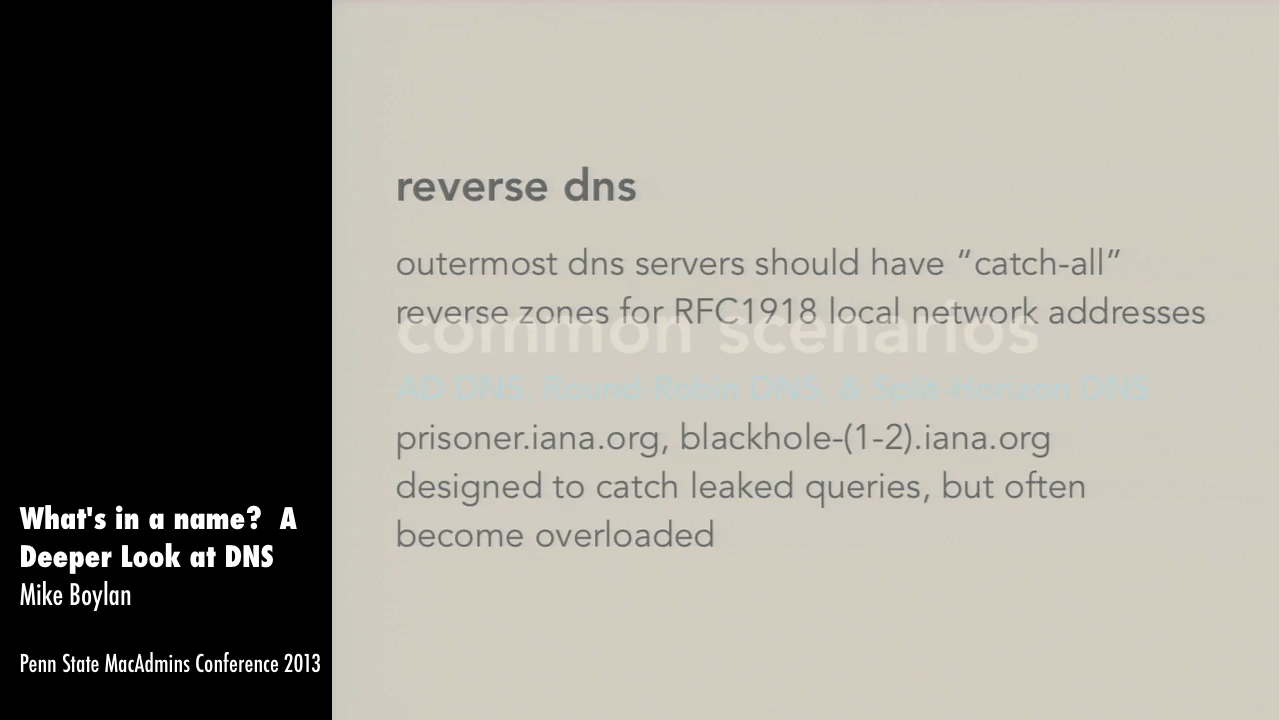 reverse dns
outermost dns servers should have “catch-all”
reverse zones for RFC1918 local network addresses
common scenarios
AD DNS, Round-Robin DNS, & Split-Horizon DNS
prisoner.iana.org, blackhole-(1-2).iana.org
designed to catch leaked queries, but often
become overloaded
What's in a name?  A
Deeper Look at DNS
Mike Boylan
Penn State MacAdmins Conference 2013